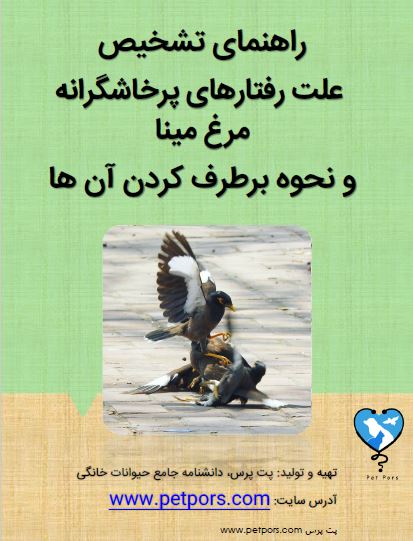 راهنمای تشخیص
علت رفتارهای پرخاشگرانه
مرغ مینا
و نحوه برطرف کردن آن ها
Pet Pors
تهیه و تولید: پت پرس، دانشنامه جامع حیوانات خانگی
آدرس سایت: www.petpors.com
پت پرس www.petpors.com